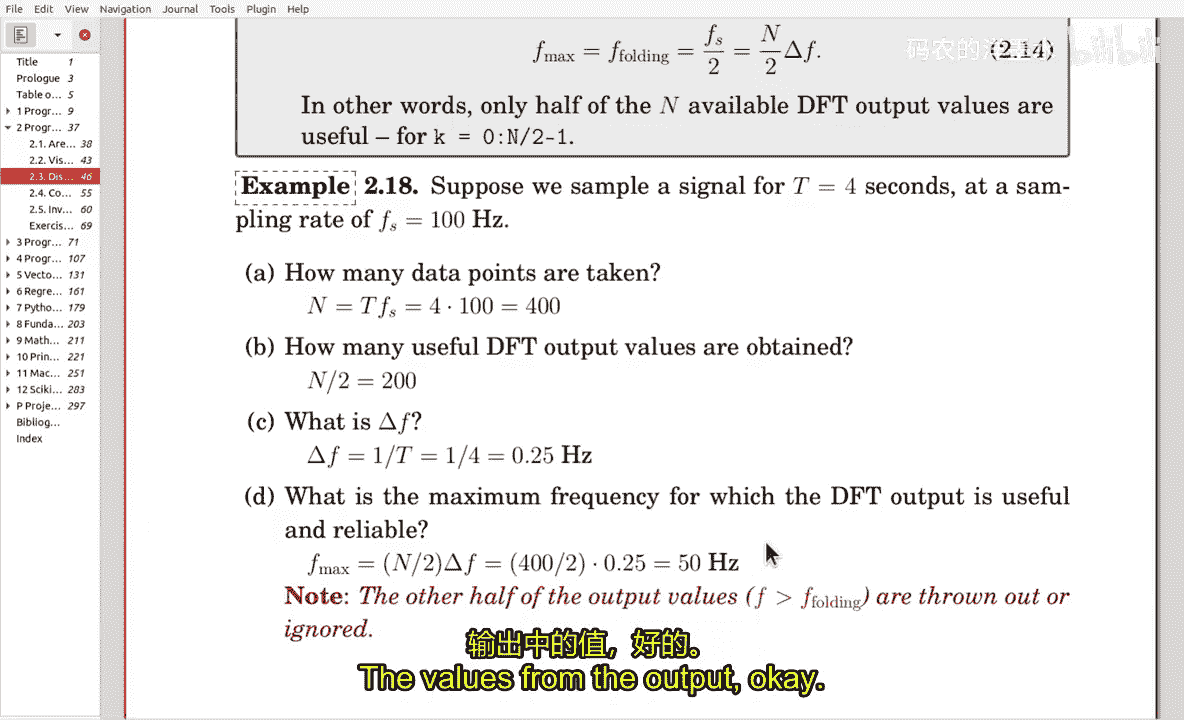 File Edit View Navigation Journal Tools Plugin Help
Title 1
Prologue 3
Table o... 5
1 Progr... 9
2 Progr... 37
2.1. Are... 38
2.2. Vis... 43
2.3. Dis... 46
2.4. Co... 55
2.5. Inv... 60
Exercis... 69
3 Progr... 71
4 Progr... 107
5 Vecto... 131
6 Regre... 161
7 Pytho... 179
8 Funda... 203
9 Math... 211
10 Prin... 221
11 Mac... 251
12 Sciki... 283
P Proje... 297
Bibliog...
Index
f_max = f_folding = f_s/2 = N/2 Δf. (2.14)
In other words, only half of the N available DFT output values are
useful – for k = 0:N/2-1.
Example 2.18. Suppose we sample a signal for T = 4 seconds, at a sam-
pling rate of f_s = 100 Hz.
(a) How many data points are taken?
N = T f_s = 4 · 100 = 400
(b) How many useful DFT output values are obtained?
N/2 = 200
(c) What is Δf?
Δf = 1/T = 1/4 = 0.25 Hz
(d) What is the maximum frequency for which the DFT output is useful
and reliable?
f_max = (N/2)Δf = (400/2) · 0.25 = 50 Hz
Note: The other half of the output values (f > f_folding) are thrown out or
ignored.
输出中的值，好的。
The values from the output, okay.